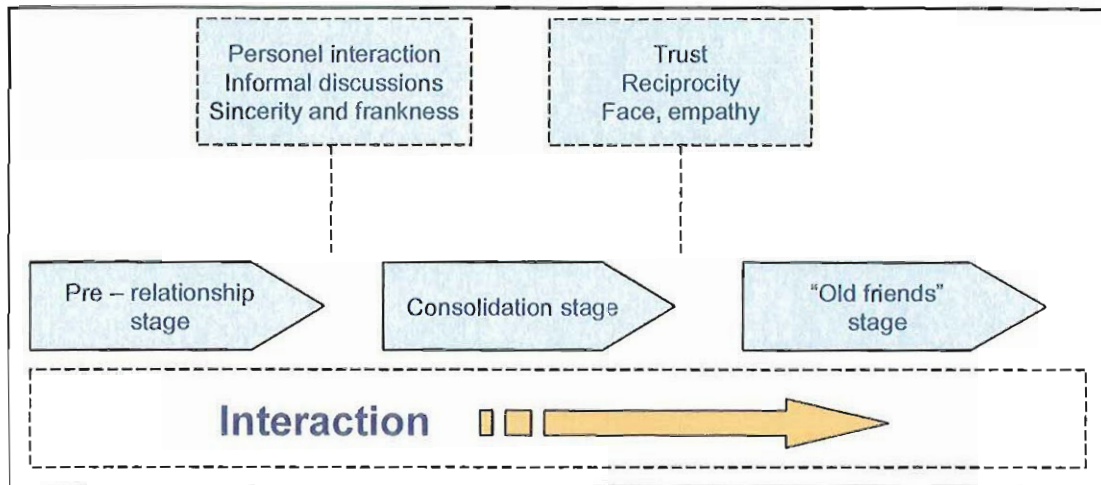 Personel interaction
Informal discussions
Sincerity and frankness
Trust
Reciprocity
Face, empathy
Pre – relationship
stage
Consolidation stage
“Old friends”
stage
Interaction